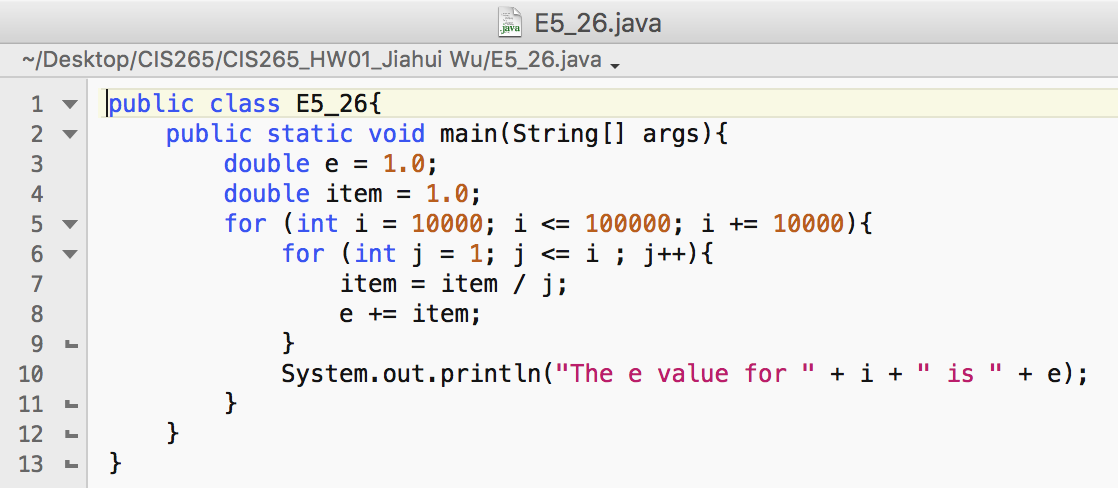 java
E5_26.java
~/Desktop/CIS265/CIS265_HW01_Jiahui Wu/E5_26.java
1 public class E5_26{
2     public static void main(String[] args){
3         double e = 1.0;
4         double item = 1.0;
5         for (int i = 10000; i <= 100000; i += 10000){
6             for (int j = 1; j <= i ; j++){
7                 item = item / j;
8                 e += item;
9             }
10             System.out.println("The e value for " + i + " is " + e);
11         }
12     }
13 }